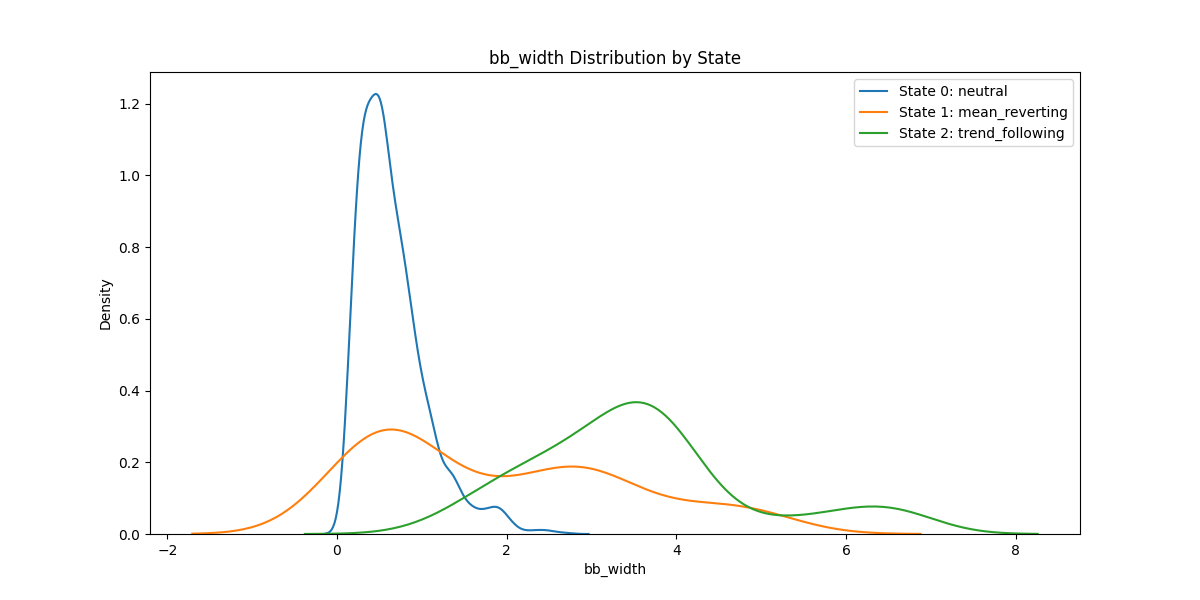 bb_width Distribution by State
State 0: neutral
State 1: mean_reverting
State 2: trend_following
Density
1.2
1.0
0.8
0.6
0.4
0.2
0.0
−2
0
2
4
6
8
bb_width